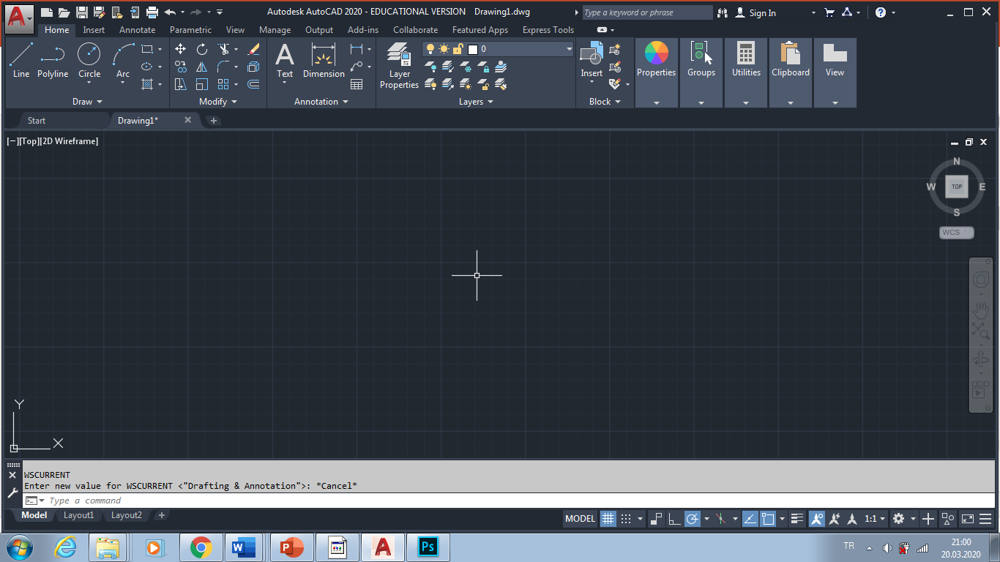 Autodesk AutoCAD 2020 - EDUCATIONAL VERSION Drawing1.dwg
Type a keyword or phrase
Sign In
Home Insert Annotate Parametric View Manage Output Add-ins Collaborate Featured Apps Express Tools
Line Polyline Circle Arc
Text Dimension
Layer Properties
0
Insert
Properties Groups Utilities Clipboard View
Draw Modify Annotation Layers Block
Start Drawing1*
[−][Top][2D Wireframe]
N
W TOP E
S
WCS
Y
X
WSCURRENT
Enter new value for WSCURRENT <"Drafting & Annotation">: *Cancel*
Type a command
Model Layout1 Layout2
MODEL 1:1
W P Ps
TR
21:00
20.03.2020